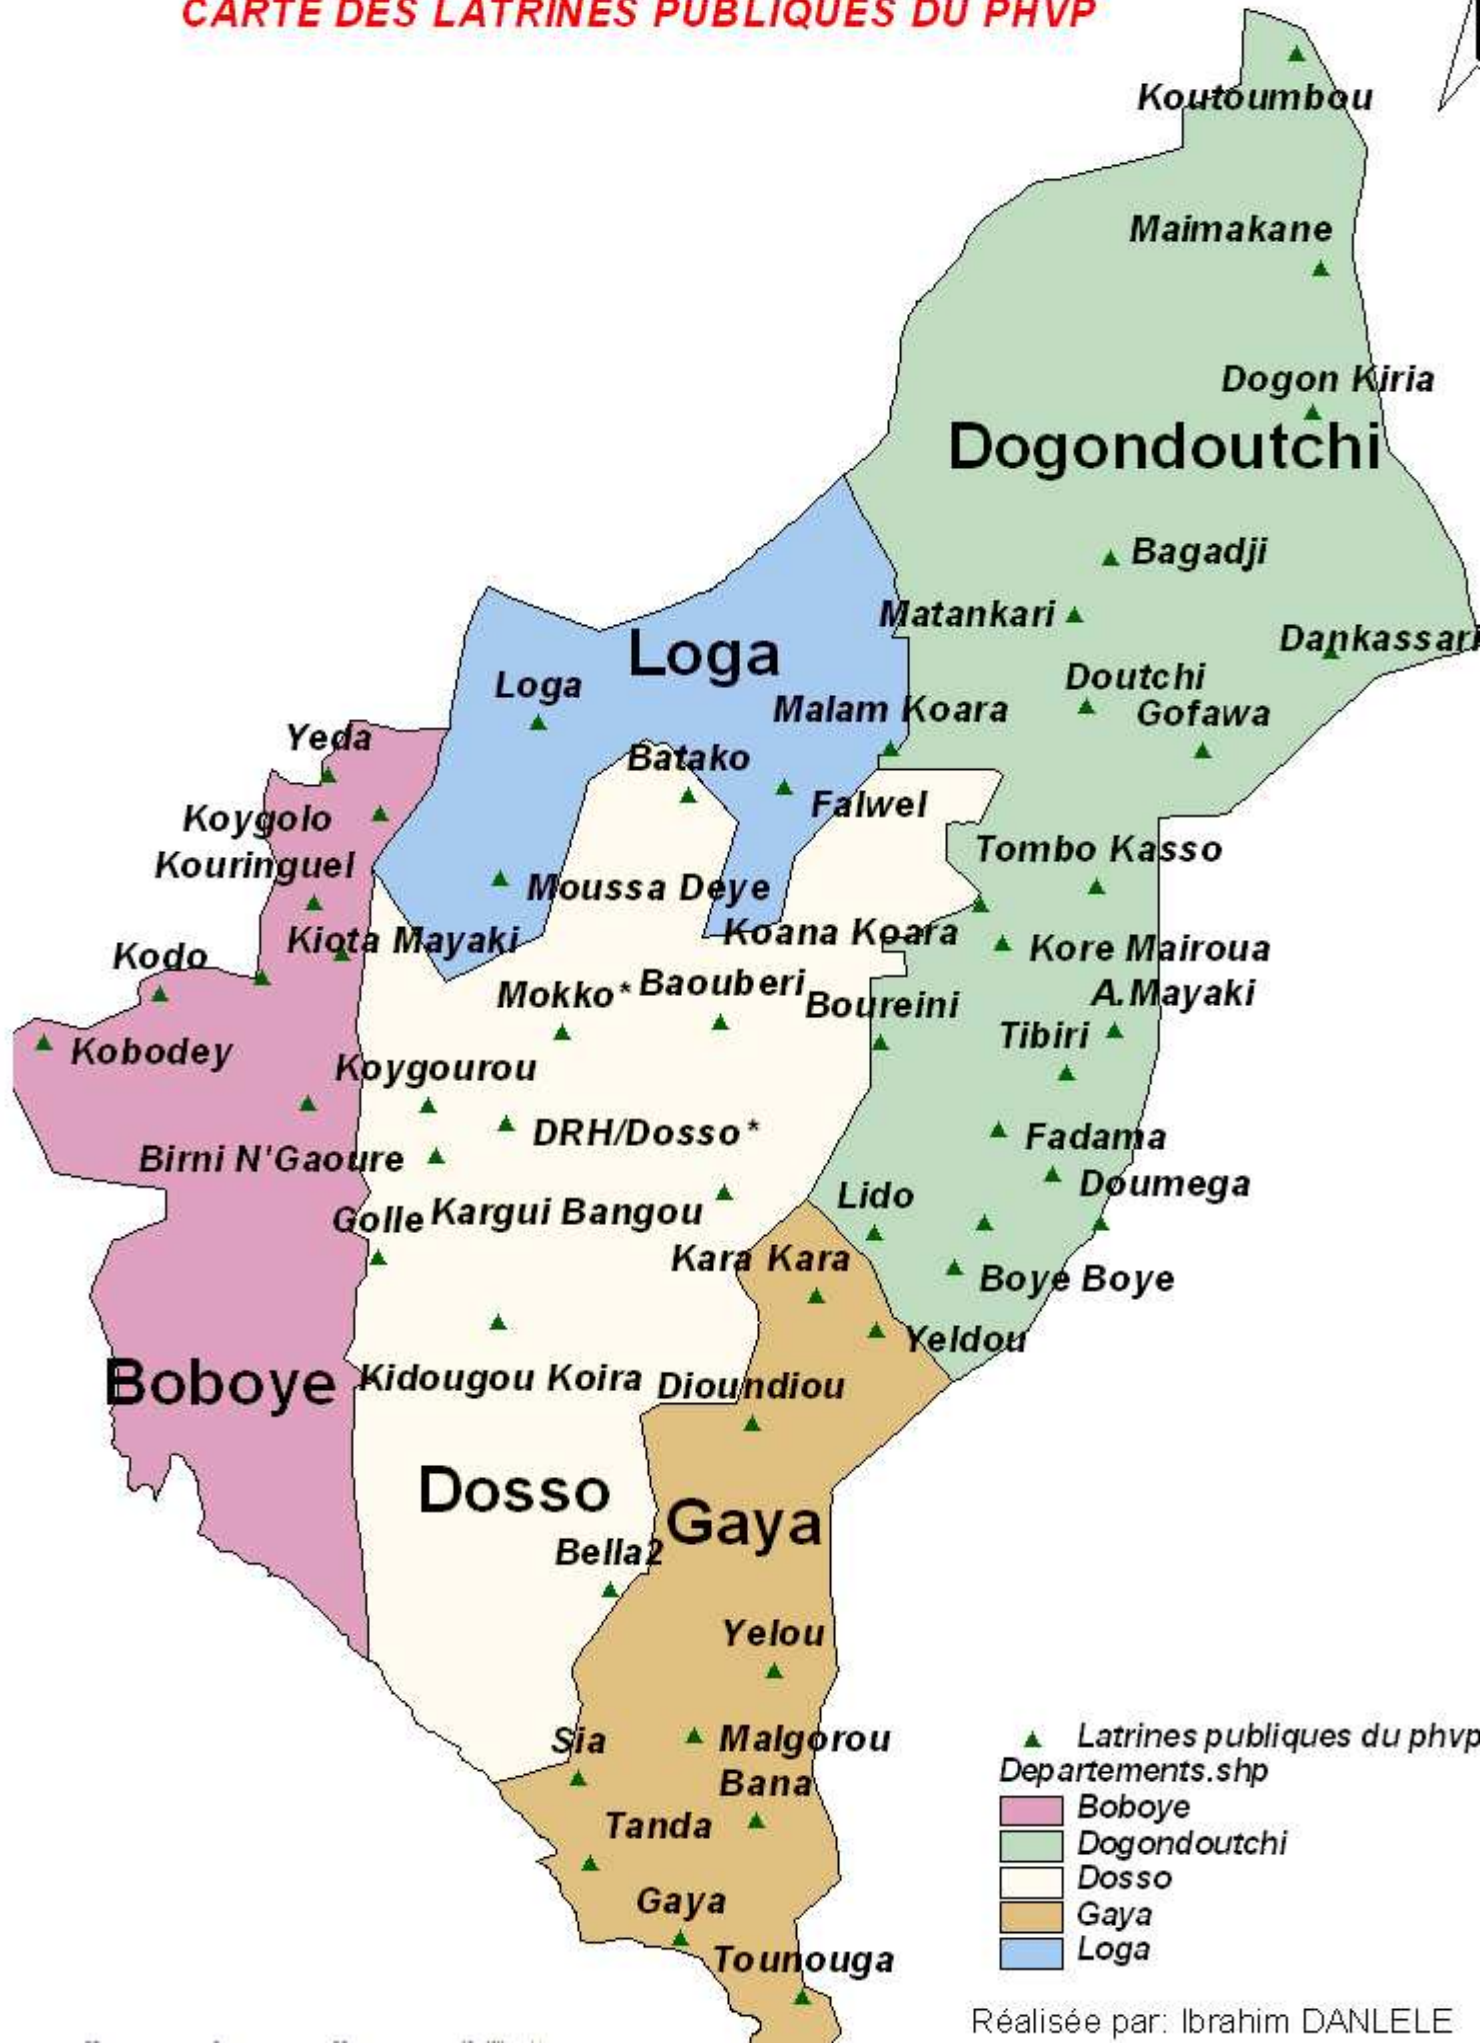 CARTE DES LATRINES PUBLIQUES DU PHVP
Koutoumbou
Maimakane
Dogon Kiria
Dogondoutchi
Bagadji
Matankari
Dankassari
Loga
Loga
Doutchi
Malam Koara
Gofawa
Yeda
Batako
Falwel
Koygolo
Tombo Kasso
Kouringuel
Moussa Deye
Koana Koara
Kiota Mayaki
Kore Mairoua
Kodo
Mokko*
Baouberi
Boureini
A.Mayaki
Tibiri
Kobodey
Koygourou
DRH/Dosso*
Fadama
Birni N'Gaoure
Doumega
Lido
Golle
Kargui Bangou
Kara Kara
Boye Boye
Yeldou
Boboye
Kidougou Koira
Dioundiou
Dosso
Gaya
Bella2
Yelou
Sia
Malgorou
Bana
Tanda
Gaya
Tounouga
Latrines publiques du phvp
Departements.shp
Boboye
Dogondoutchi
Dosso
Gaya
Loga
Réalisée par: Ibrahim DANLELE